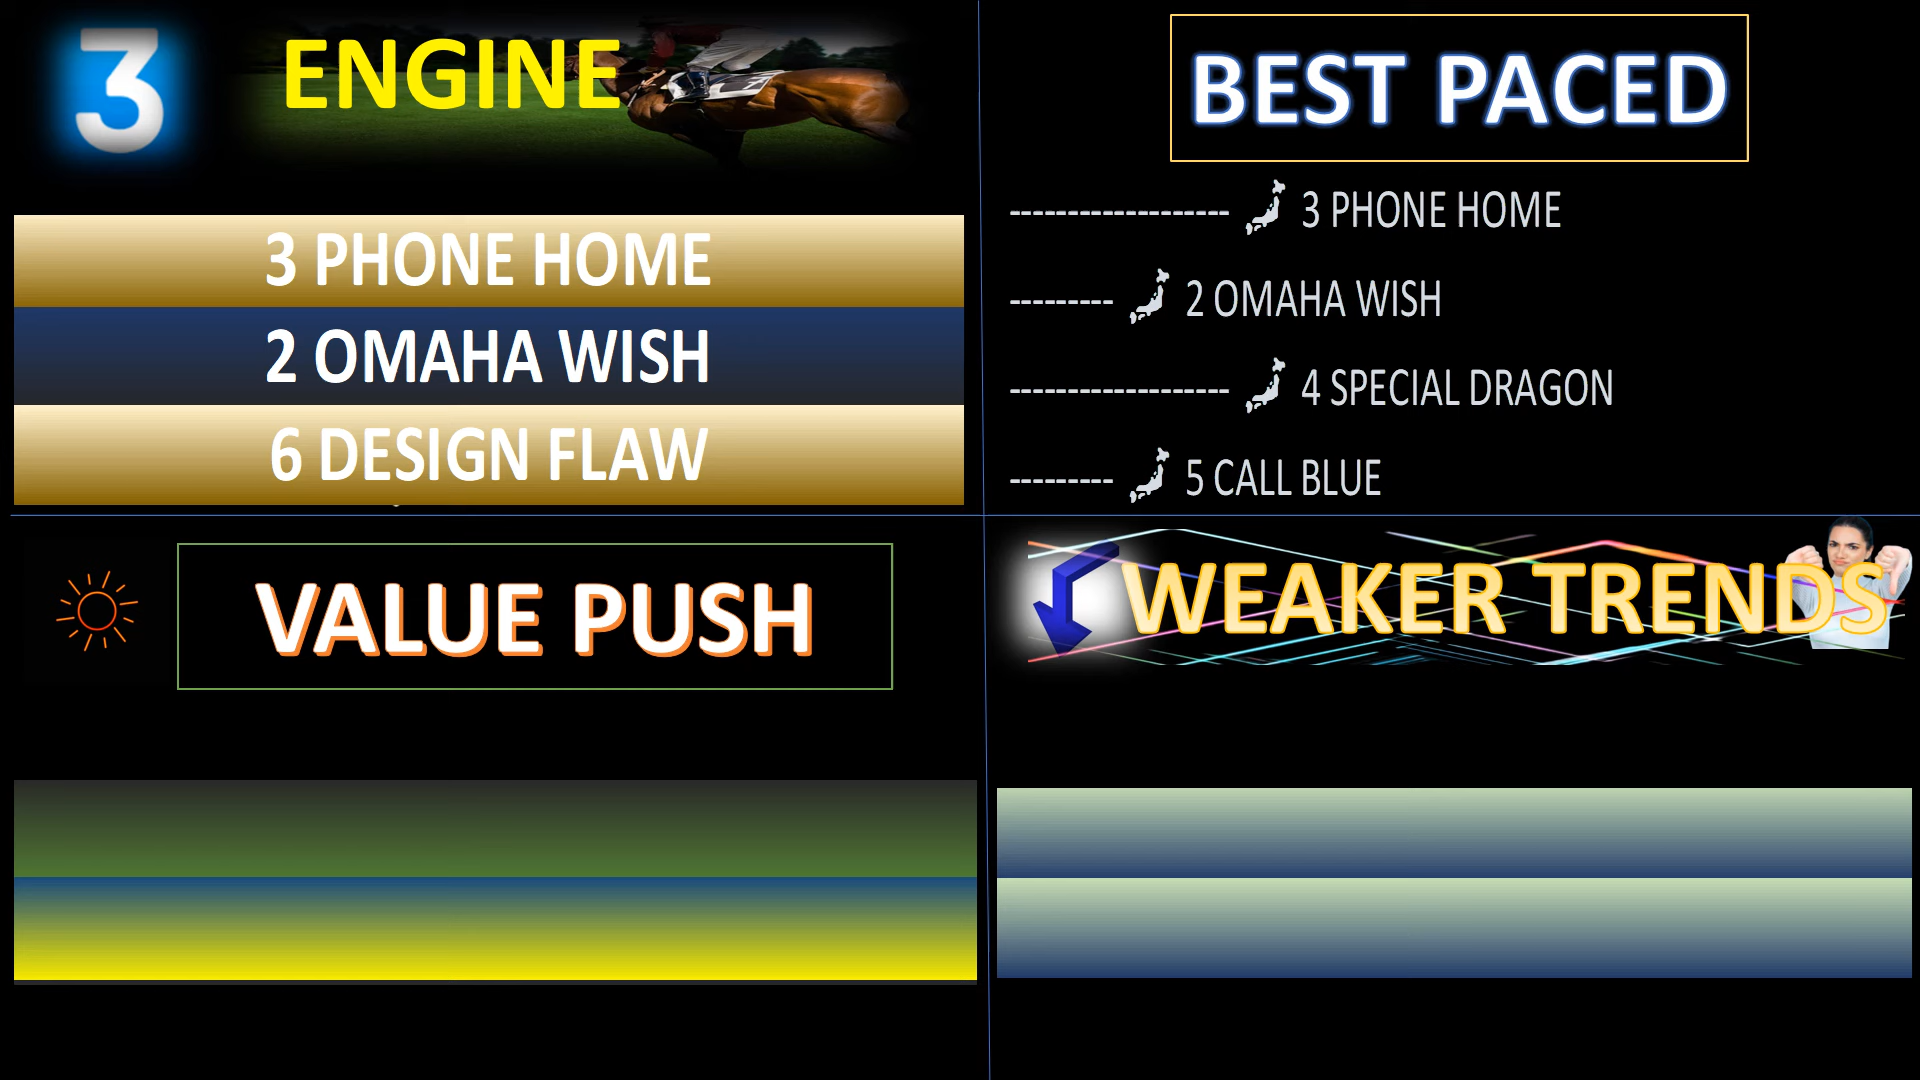 3 ENGINE
3 PHONE HOME
2 OMAHA WISH
6 DESIGN FLAW
BEST PACED
------------------- 3 PHONE HOME
--------- 2 OMAHA WISH
------------------- 4 SPECIAL DRAGON
--------- 5 CALL BLUE
VALUE PUSH
WEAKER TRENDS